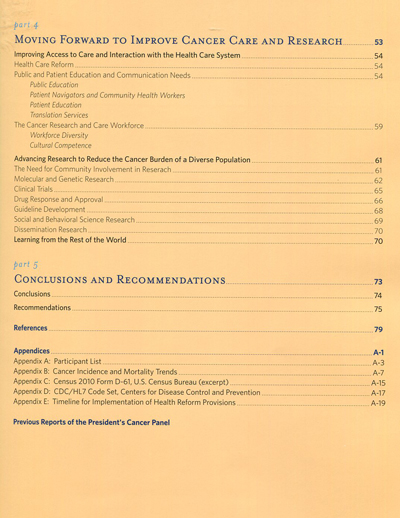 part 4
Moving Forward to Improve Cancer Care and Research 53
Improving Access to Care and Interaction with the Health Care System 54
Health Care Reform 54
Public and Patient Education and Communication Needs 54
Public Education
Patient Navigators and Community Health Workers
Patient Education
Translation Services
The Cancer Research and Care Workforce 59
Workforce Diversity
Cultural Competence
Advancing Research to Reduce the Cancer Burden of a Diverse Population 61
The Need for Community Involvement in Reserach 61
Molecular and Genetic Research 62
Clinical Trials 65
Drug Response and Approval 66
Guideline Development 68
Social and Behavioral Science Research 69
Dissemination Research 70
Learning from the Rest of the World 70
part 5
Conclusions and Recommendations 73
Conclusions 74
Recommendations 75
References 79
Appendices A-1
Appendix A: Participant List A-3
Appendix B: Cancer Incidence and Mortality Trends A-7
Appendix C: Census 2010 Form D-61, U.S. Census Bureau (excerpt) A-15
Appendix D: CDC/HL7 Code Set, Centers for Disease Control and Prevention A-17
Appendix E: Timeline for Implementation of Health Reform Provisions A-19
Previous Reports of the President's Cancer Panel